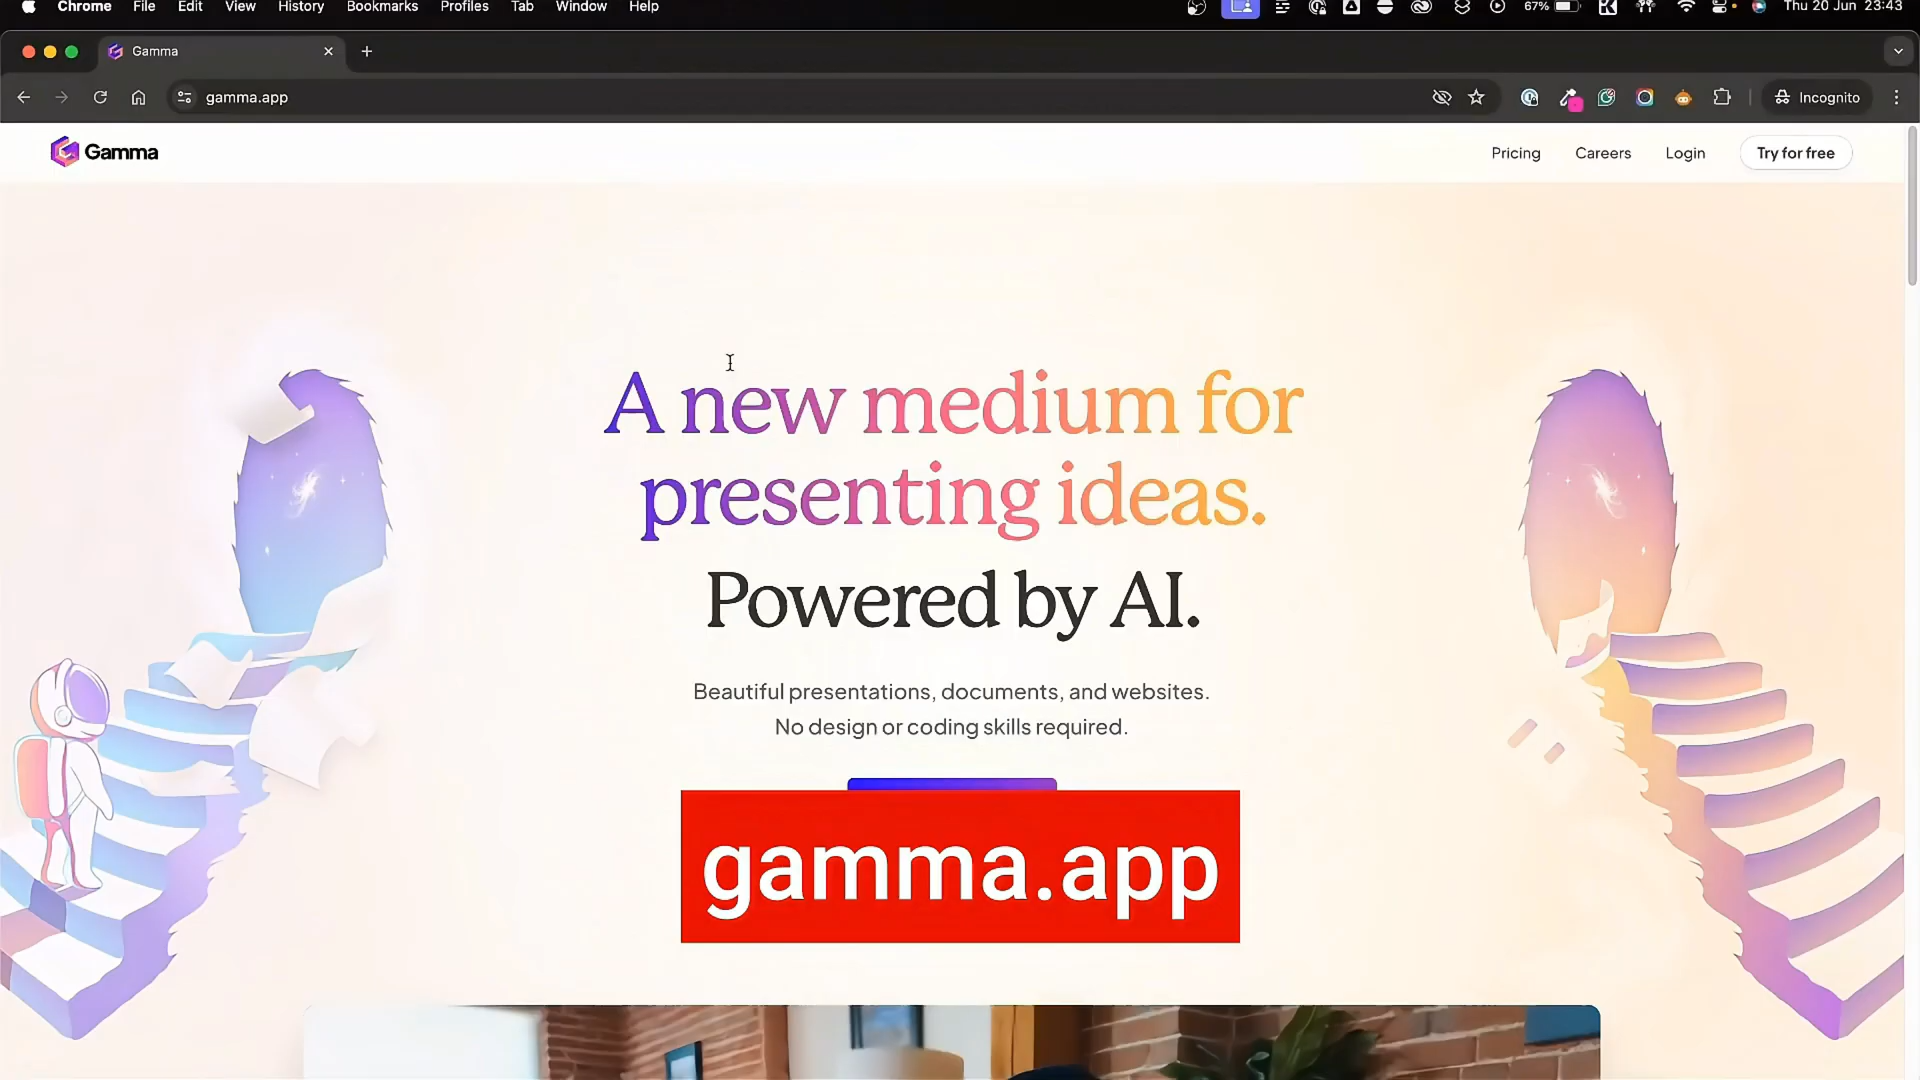 Chrome File Edit View History Bookmarks Profiles Tab Window Help 67% Thu 20 Jun 23:43
Gamma
gamma.app Incognito
Gamma Pricing Careers Login Try for free
A new medium for
presenting ideas.
Powered by AI.
Beautiful presentations, documents, and websites.
No design or coding skills required.
gamma.app